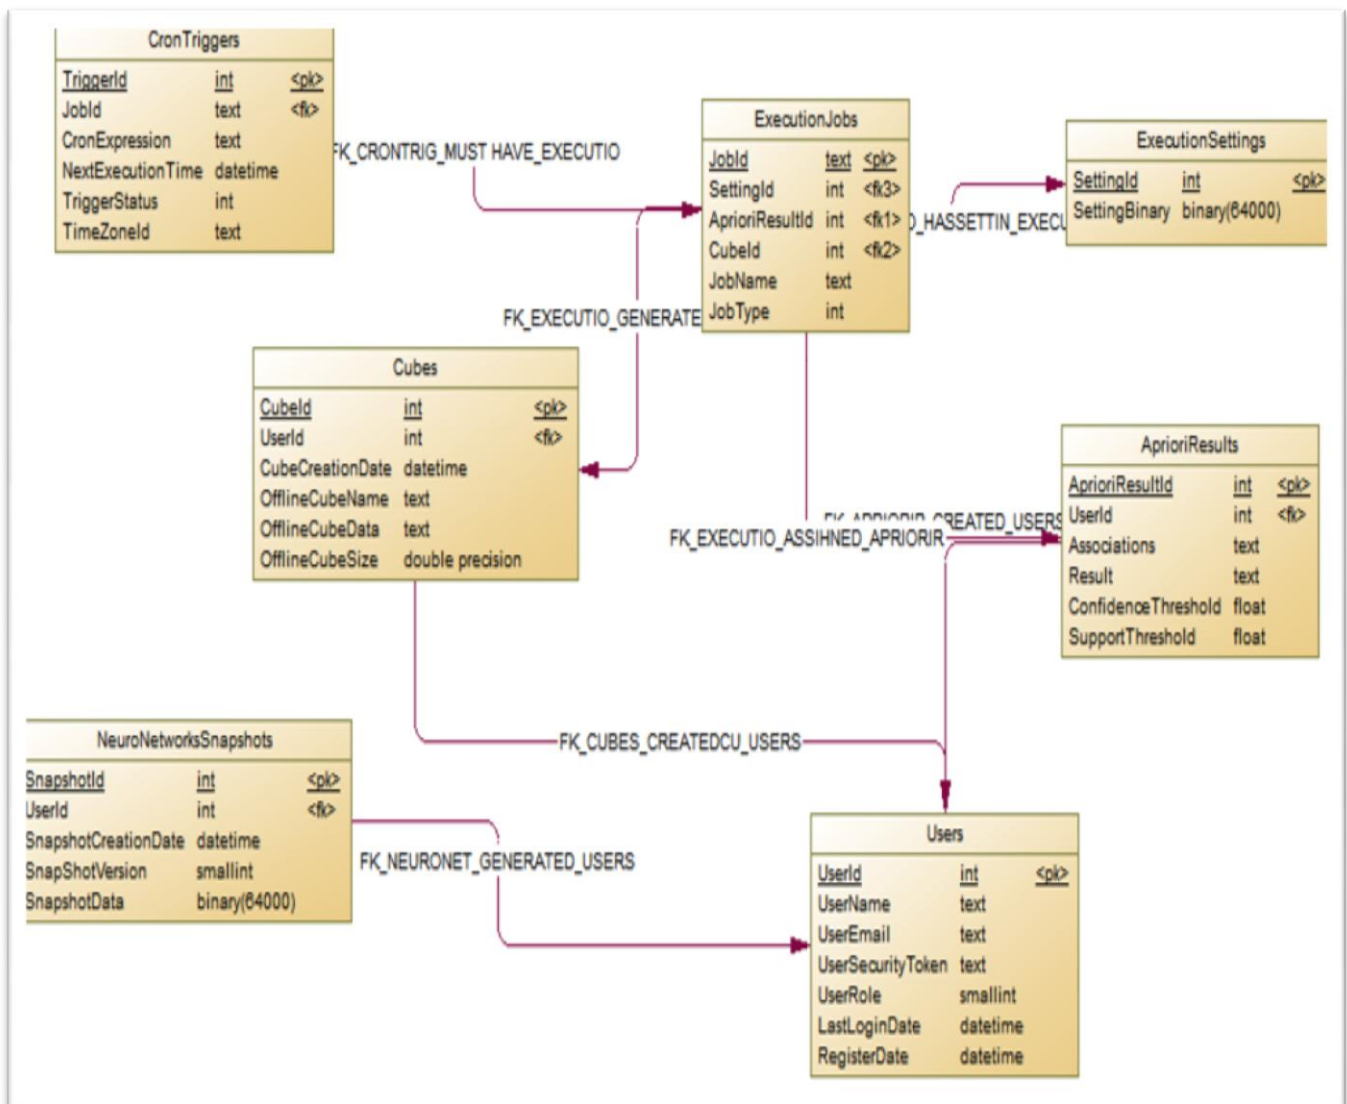 CronTriggers
TriggerId int <pk>
JobId text <fk>
CronExpression text
NextExecutionTime datetime
TriggerStatus int
TimeZoneId text
FK_CRONTRIG_MUST HAVE_EXECUTIO
ExecutionJobs
JobId text <pk>
SettingId int <fk3>
AprioriResultId int <fk1>
CubeId int <fk2>
JobName text
JobType int
ExecutionSettings
SettingId int <pk>
SettingBinary binary(64000)
_HASSETTIN_EXECU
FK_EXECUTIO_GENERATE
Cubes
CubeId int <pk>
UserId int <fk>
CubeCreationDate datetime
OfflineCubeName text
OfflineCubeData text
OfflineCubeSize double precision
AprioriResults
AprioriResultId int <pk>
UserId int <fk>
Associations text
Result text
ConfidenceThreshold float
SupportThreshold float
FK_APRIORIR_CREATED_USERS
FK_EXECUTIO_ASSIHNED_APRIORIR
FK_CUBES_CREATEDCU_USERS
NeuroNetworksSnapshots
SnapshotId int <pk>
UserId int <fk>
SnapshotCreationDate datetime
SnapShotVersion smallint
SnapshotData binary(64000)
FK_NEURONET_GENERATED_USERS
Users
UserId int <pk>
UserName text
UserEmail text
UserSecurityToken text
UserRole smallint
LastLoginDate datetime
RegisterDate datetime